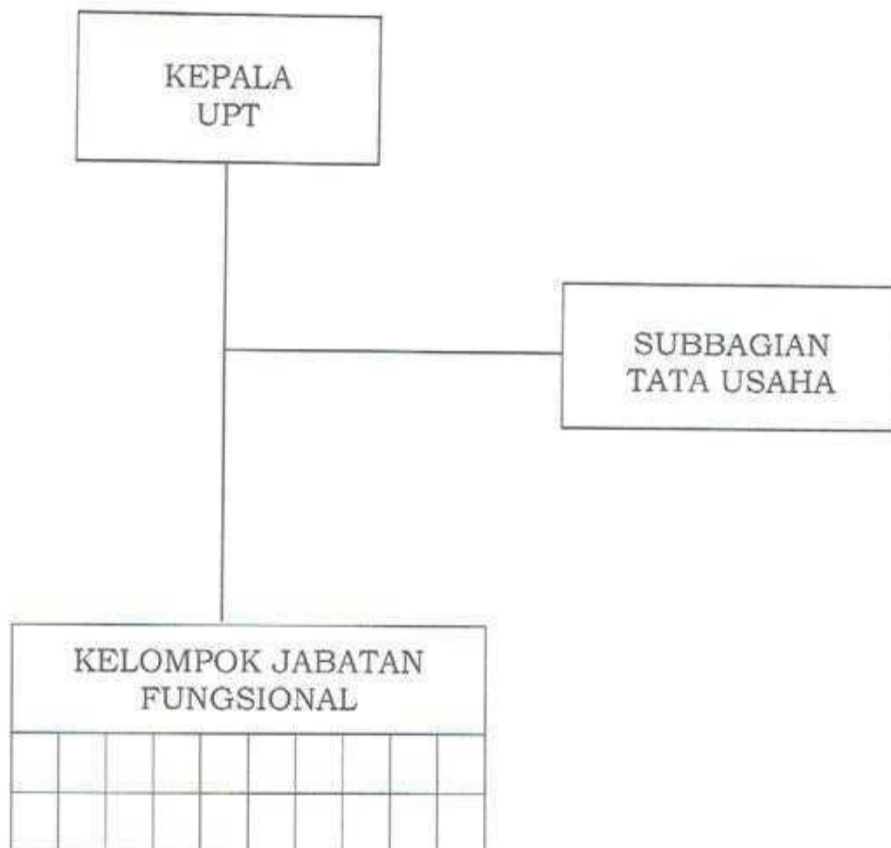 KEPALA
UPT
SUBBAGIAN
TATA USAHA
KELOMPOK JABATAN
FUNGSIONAL